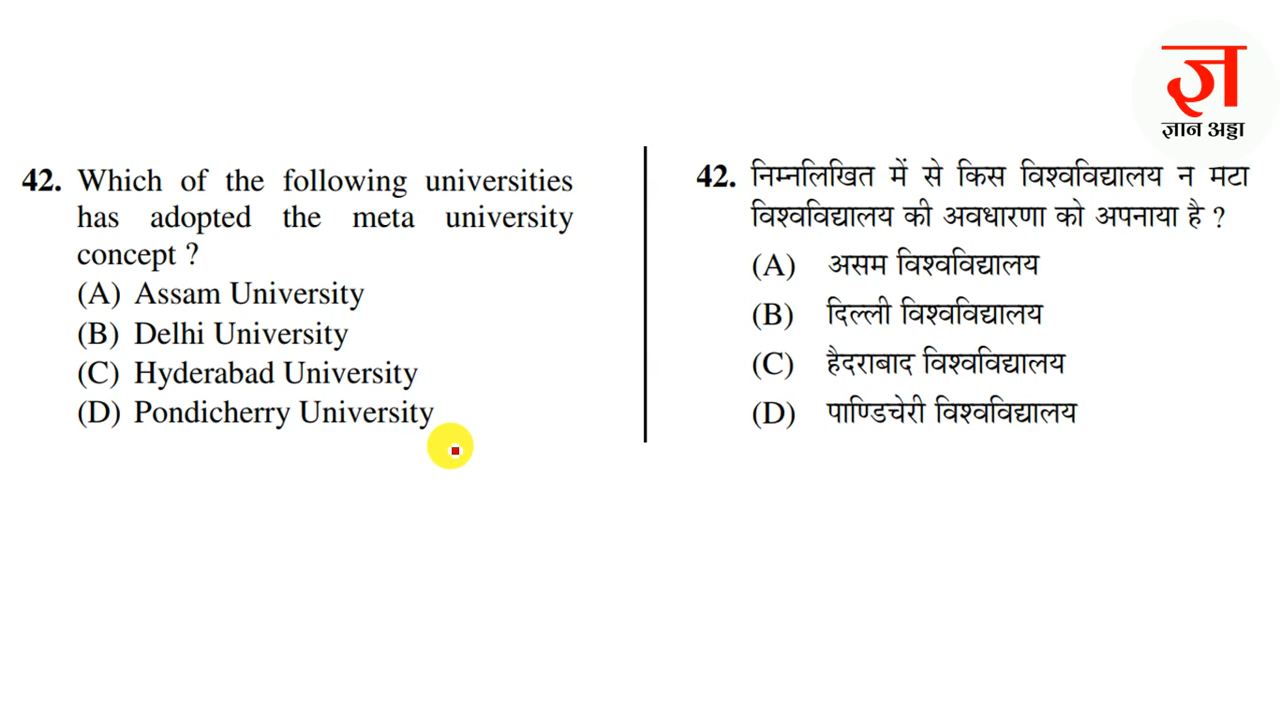 ज्ञ
ज्ञान अड्डा
42. Which of the following universities
has adopted the meta university
concept ?
(A) Assam University
(B) Delhi University
(C) Hyderabad University
(D) Pondicherry University
42. निम्नलिखित में से किस विश्वविद्यालय न मटा
विश्वविद्यालय की अवधारणा को अपनाया है ?
(A) असम विश्वविद्यालय
(B) दिल्ली विश्वविद्यालय
(C) हैदराबाद विश्वविद्यालय
(D) पाण्डिचेरी विश्वविद्यालय